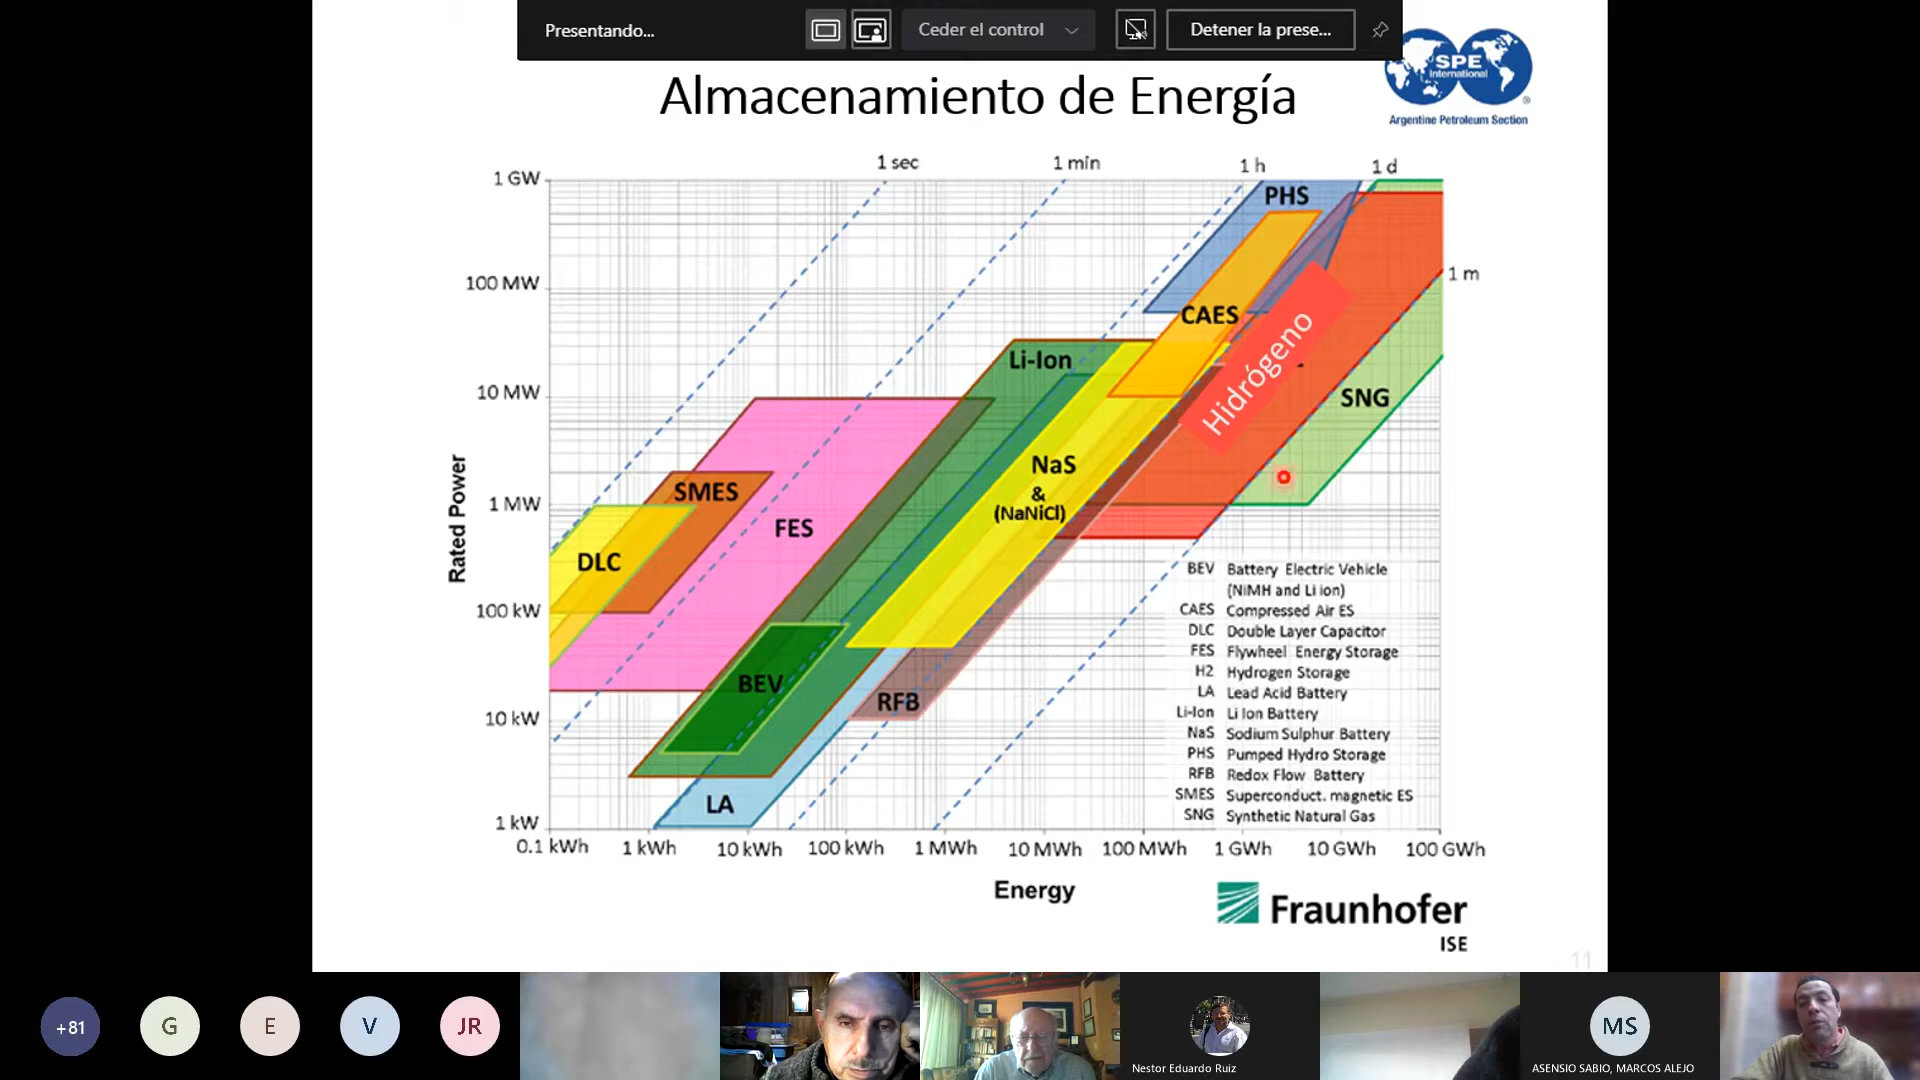 Presentando...
Ceder el control
Detener la prese...
Almacenamiento de Energía
SPE
International
®
Argentine Petroleum Section
1 sec
1 min
1 h
1 d
1 m
1 GW
100 MW
10 MW
1 MW
100 kW
10 kW
1 kW
Rated Power
PHS
CAES
Hidrógeno
Li-Ion
SNG
NaS
&
(NaNiCl)
SMES
FES
DLC
BEV
RFB
LA
BEV Battery Electric Vehicle
(NiMH and Li ion)
CAES Compressed Air ES
DLC Double Layer Capacitor
FES Flywheel Energy Storage
H2 Hydrogen Storage
LA Lead Acid Battery
Li-Ion Li Ion Battery
NaS Sodium Sulphur Battery
PHS Pumped Hydro Storage
RFB Redox Flow Battery
SMES Superconduct. magnetic ES
SNG Synthetic Natural Gas
0.1 kWh 1 kWh 10 kWh 100 kWh 1 MWh 10 MWh 100 MWh 1 GWh 10 GWh 100 GWh
Energy
Fraunhofer
ISE
11
+81
G
E
V
JR
Nestor Eduardo Ruiz
MS
ASENSIO SABIO, MARCOS ALEJO